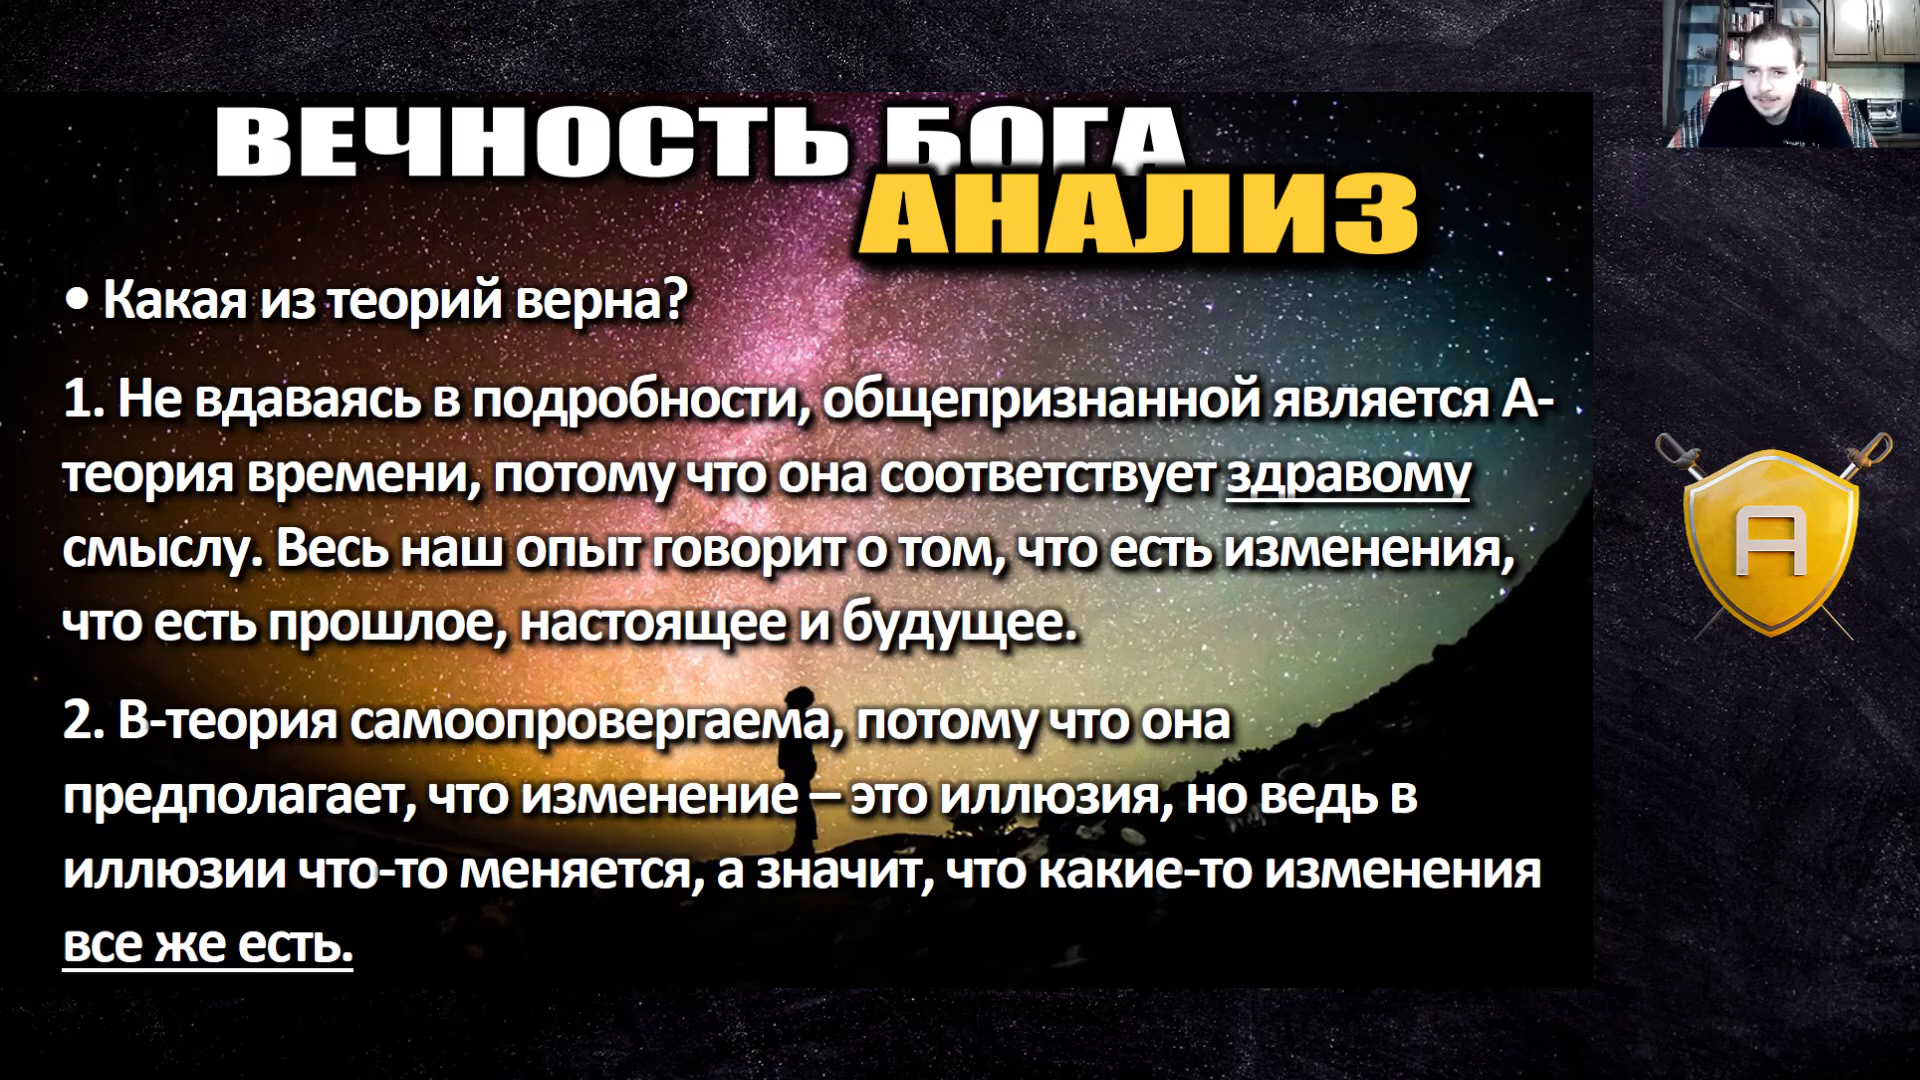 ВЕЧНОСТЬ БОГА
АНАЛИЗ
• Какая из теорий верна?
1. Не вдаваясь в подробности, общепризнанной является А-
теория времени, потому что она соответствует здравому
смыслу. Весь наш опыт говорит о том, что есть изменения,
что есть прошлое, настоящее и будущее.
2. В-теория самоопровергаема, потому что она
предполагает, что изменение – это иллюзия, но ведь в
иллюзии что-то меняется, а значит, что какие-то изменения
все же есть.
A